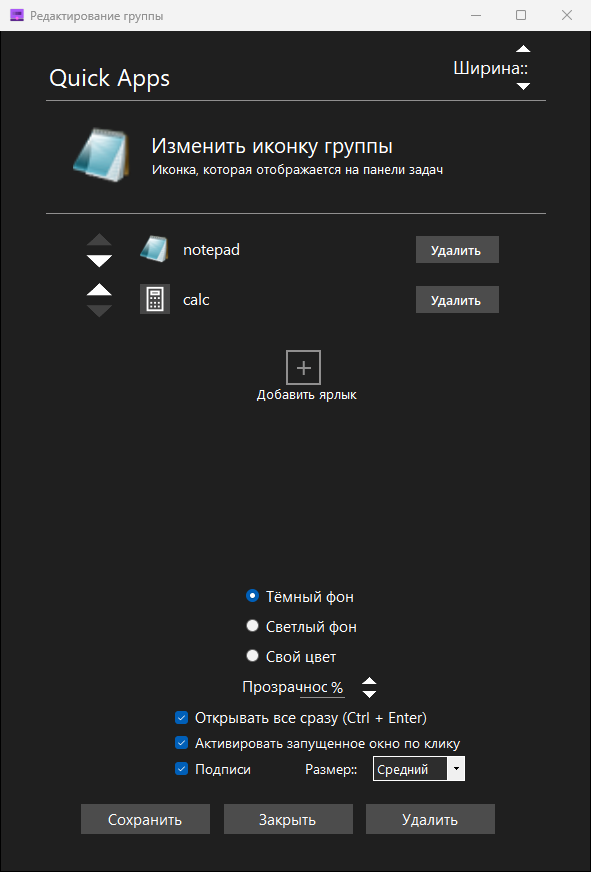 Редактирование группы
Quick Apps
Ширина::
Изменить иконку группы
Иконка, которая отображается на панели задач
notepad
Удалить
calc
Удалить
Добавить ярлык
Тёмный фон
Светлый фон
Свой цвет
Прозрачнос %
Открывать все сразу (Ctrl + Enter)
Активировать запущенное окно по клику
Подписи
Размер::
Средний
Сохранить
Закрыть
Удалить